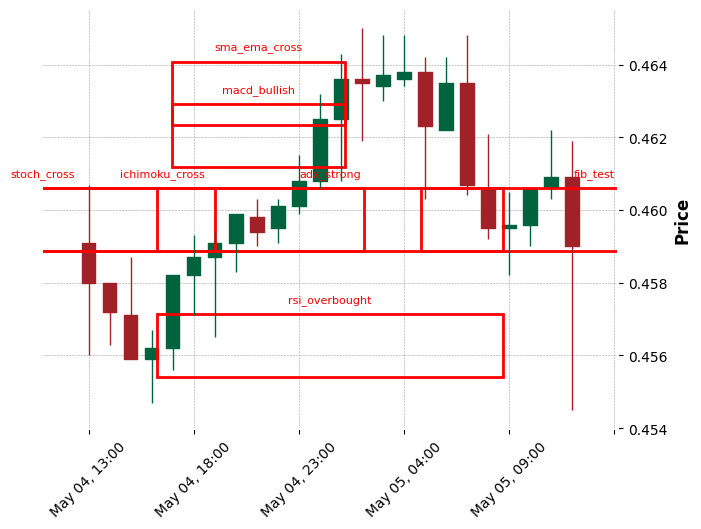 sma_ema_cross
macd_bullish
stoch_cross
ichimoku_cross
adx_strong
fib_test
rsi_overbought
0.464
0.462
0.460
0.458
0.456
0.454
Price
May 04, 13:00
May 04, 18:00
May 04, 23:00
May 05, 04:00
May 05, 09:00